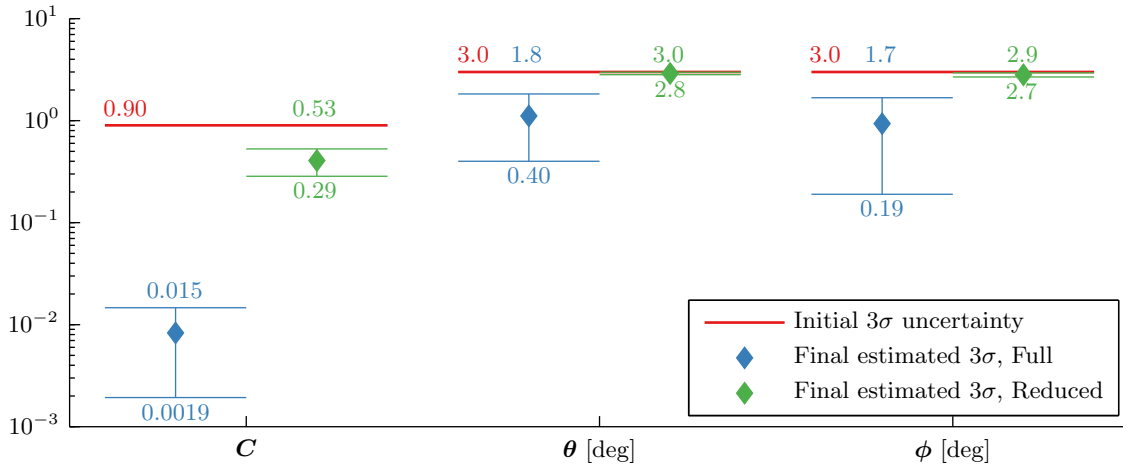 10^1
3.0 1.8 3.0 3.0 1.7 2.9
2.8 2.7
0.90 0.53
10^0
0.40
0.29
0.19
10^{-1}
0.015
10^{-2}
0.0019
10^{-3}
Initial 3σ uncertainty
Final estimated 3σ, Full
Final estimated 3σ, Reduced
C θ [deg] ϕ [deg]